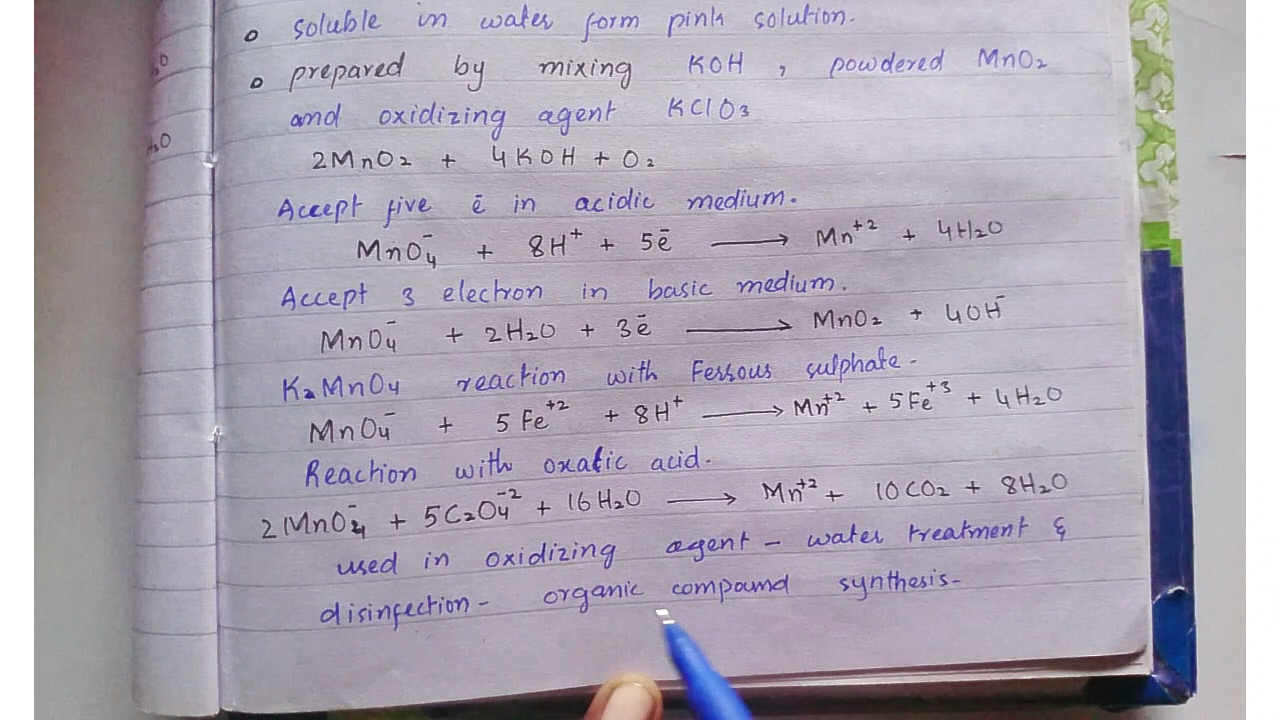 soluble in water form pink solution.
prepared by mixing KOH, powdered MnO₂
and oxidizing agent KClO₃
2MnO₂ + 4KOH + O₂
Accept five ē in acidic medium.
MnO₄⁻ + 8H⁺ + 5ē ⟶ Mn⁺² + 4H₂O
Accept 3 electron in basic medium.
MnO₄⁻ + 2H₂O + 3ē ⟶ MnO₂ + 4OH⁻
K₂MnO₄ reaction with Ferrous sulphate-
MnO₄⁻ + 5Fe⁺² + 8H⁺ ⟶ Mn⁺² + 5Fe⁺³ + 4H₂O
Reaction with oxalic acid.
2MnO₄⁻ + 5C₂O₄⁻² + 16H₂O ⟶ Mn⁺² + 10CO₂ + 8H₂O
used in oxidizing agent - water treatment &
disinfection - organic compound synthesis-